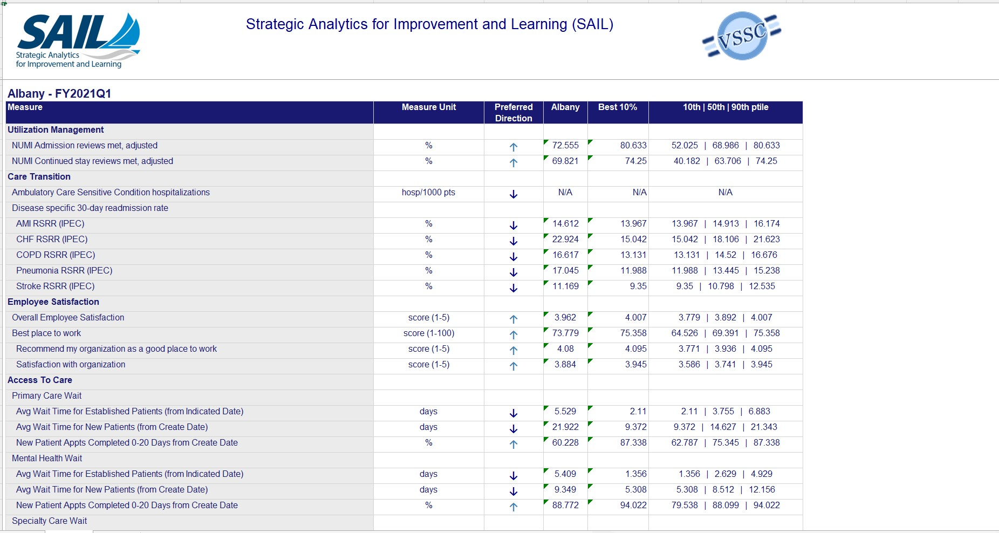 SAIL
Strategic Analytics
for Improvement and Learning
Strategic Analytics for Improvement and Learning (SAIL)
VSSC
Albany - FY2021Q1
Measure Measure Unit Preferred Direction Albany Best 10% 10th | 50th | 90th ptile
Utilization Management
NUMI Admission reviews met, adjusted % ↑ 72.555 80.633 52.025 | 68.986 | 80.633
NUMI Continued stay reviews met, adjusted % ↑ 69.821 74.25 40.182 | 63.706 | 74.25
Care Transition
Ambulatory Care Sensitive Condition hospitalizations hosp/1000 pts ↓ N/A N/A N/A
Disease specific 30-day readmission rate
AMI RSRR (IPEC) % ↓ 14.612 13.967 13.967 | 14.913 | 16.174
CHF RSRR (IPEC) % ↓ 22.924 15.042 15.042 | 18.106 | 21.623
COPD RSRR (IPEC) % ↓ 16.617 13.131 13.131 | 14.52 | 16.676
Pneumonia RSRR (IPEC) % ↓ 17.045 11.988 11.988 | 13.445 | 15.238
Stroke RSRR (IPEC) % ↓ 11.169 9.35 9.35 | 10.798 | 12.535
Employee Satisfaction
Overall Employee Satisfaction score (1-5) ↑ 3.962 4.007 3.779 | 3.892 | 4.007
Best place to work score (1-100) ↑ 73.779 75.358 64.526 | 69.391 | 75.358
Recommend my organization as a good place to work score (1-5) ↑ 4.08 4.095 3.771 | 3.936 | 4.095
Satisfaction with organization score (1-5) ↑ 3.884 3.945 3.586 | 3.741 | 3.945
Access To Care
Primary Care Wait
Avg Wait Time for Established Patients (from Indicated Date) days ↓ 5.529 2.11 2.11 | 3.755 | 6.883
Avg Wait Time for New Patients (from Create Date) days ↓ 21.922 9.372 9.372 | 14.627 | 21.343
New Patient Appts Completed 0-20 Days from Create Date % ↑ 60.228 87.338 62.787 | 75.345 | 87.338
Mental Health Wait
Avg Wait Time for Established Patients (from Indicated Date) days ↓ 5.409 1.356 1.356 | 2.629 | 4.929
Avg Wait Time for New Patients (from Create Date) days ↓ 9.349 5.308 5.308 | 8.512 | 12.156
New Patient Appts Completed 0-20 Days from Create Date % ↑ 88.772 94.022 79.538 | 88.099 | 94.022
Specialty Care Wait